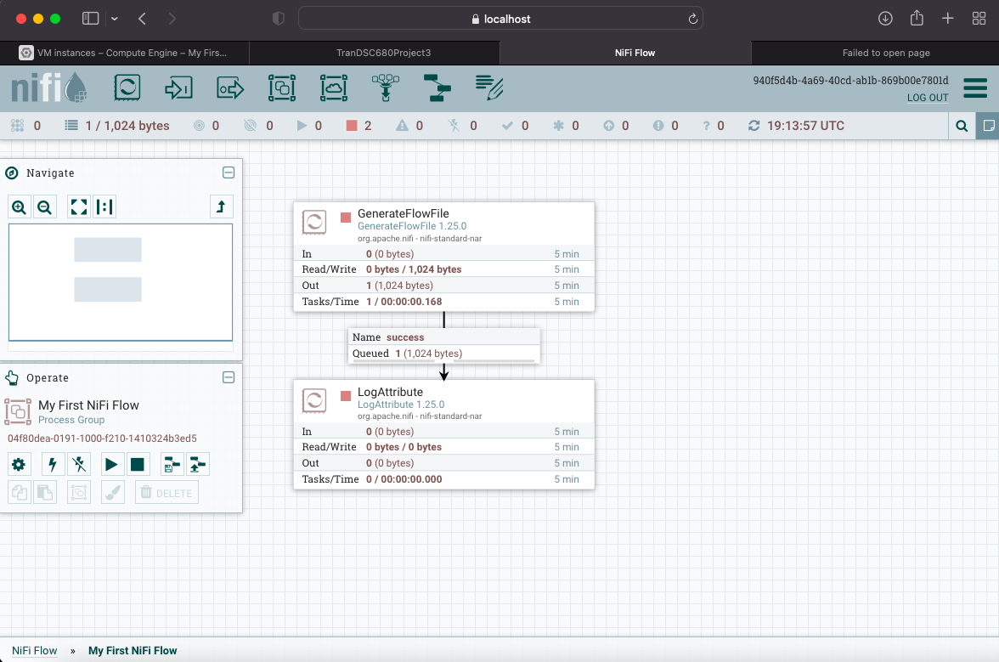 localhost
VM instances – Compute Engine – My Firs...
TranDSC680Project3
NiFi Flow
Failed to open page
nifi
940f5d4b-4a69-40cd-ab1b-869b00e7801d
LOG OUT
0 1 / 1,024 bytes 0 0 0 2 0 0 0 0 0 0 ? 0 19:13:57 UTC
Navigate
GenerateFlowFile
GenerateFlowFile 1.25.0
org.apache.nifi - nifi-standard-nar
In 0 (0 bytes) 5 min
Read/Write 0 bytes / 1,024 bytes 5 min
Out 1 (1,024 bytes) 5 min
Tasks/Time 1 / 00:00:00.168 5 min
Name success
Queued 1 (1,024 bytes)
Operate
My First NiFi Flow
Process Group
04f80dea-0191-1000-f210-1410324b3ed5
DELETE
LogAttribute
LogAttribute 1.25.0
org.apache.nifi - nifi-standard-nar
In 0 (0 bytes) 5 min
Read/Write 0 bytes / 0 bytes 5 min
Out 0 (0 bytes) 5 min
Tasks/Time 0 / 00:00:00.000 5 min
NiFi Flow » My First NiFi Flow